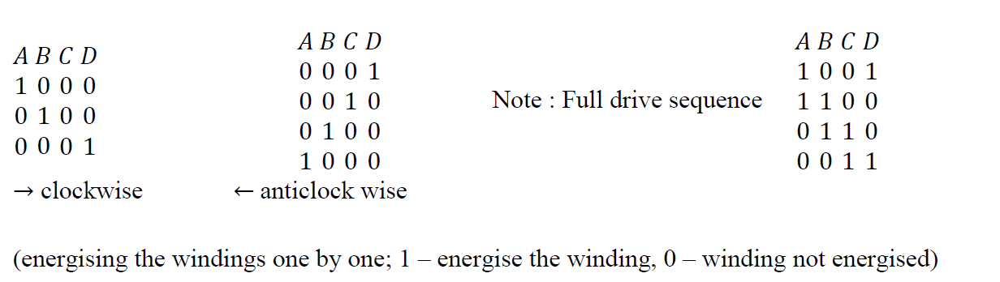 A B C D
1 0 0 0
0 1 0 0
0 0 0 1
→ clockwise
A B C D
0 0 0 1
0 0 1 0
0 1 0 0
1 0 0 0
← anticlock wise
Note : Full drive sequence
A B C D
1 0 0 1
1 1 0 0
0 1 1 0
0 0 1 1
(energising the windings one by one; 1 – energise the winding, 0 – winding not energised)